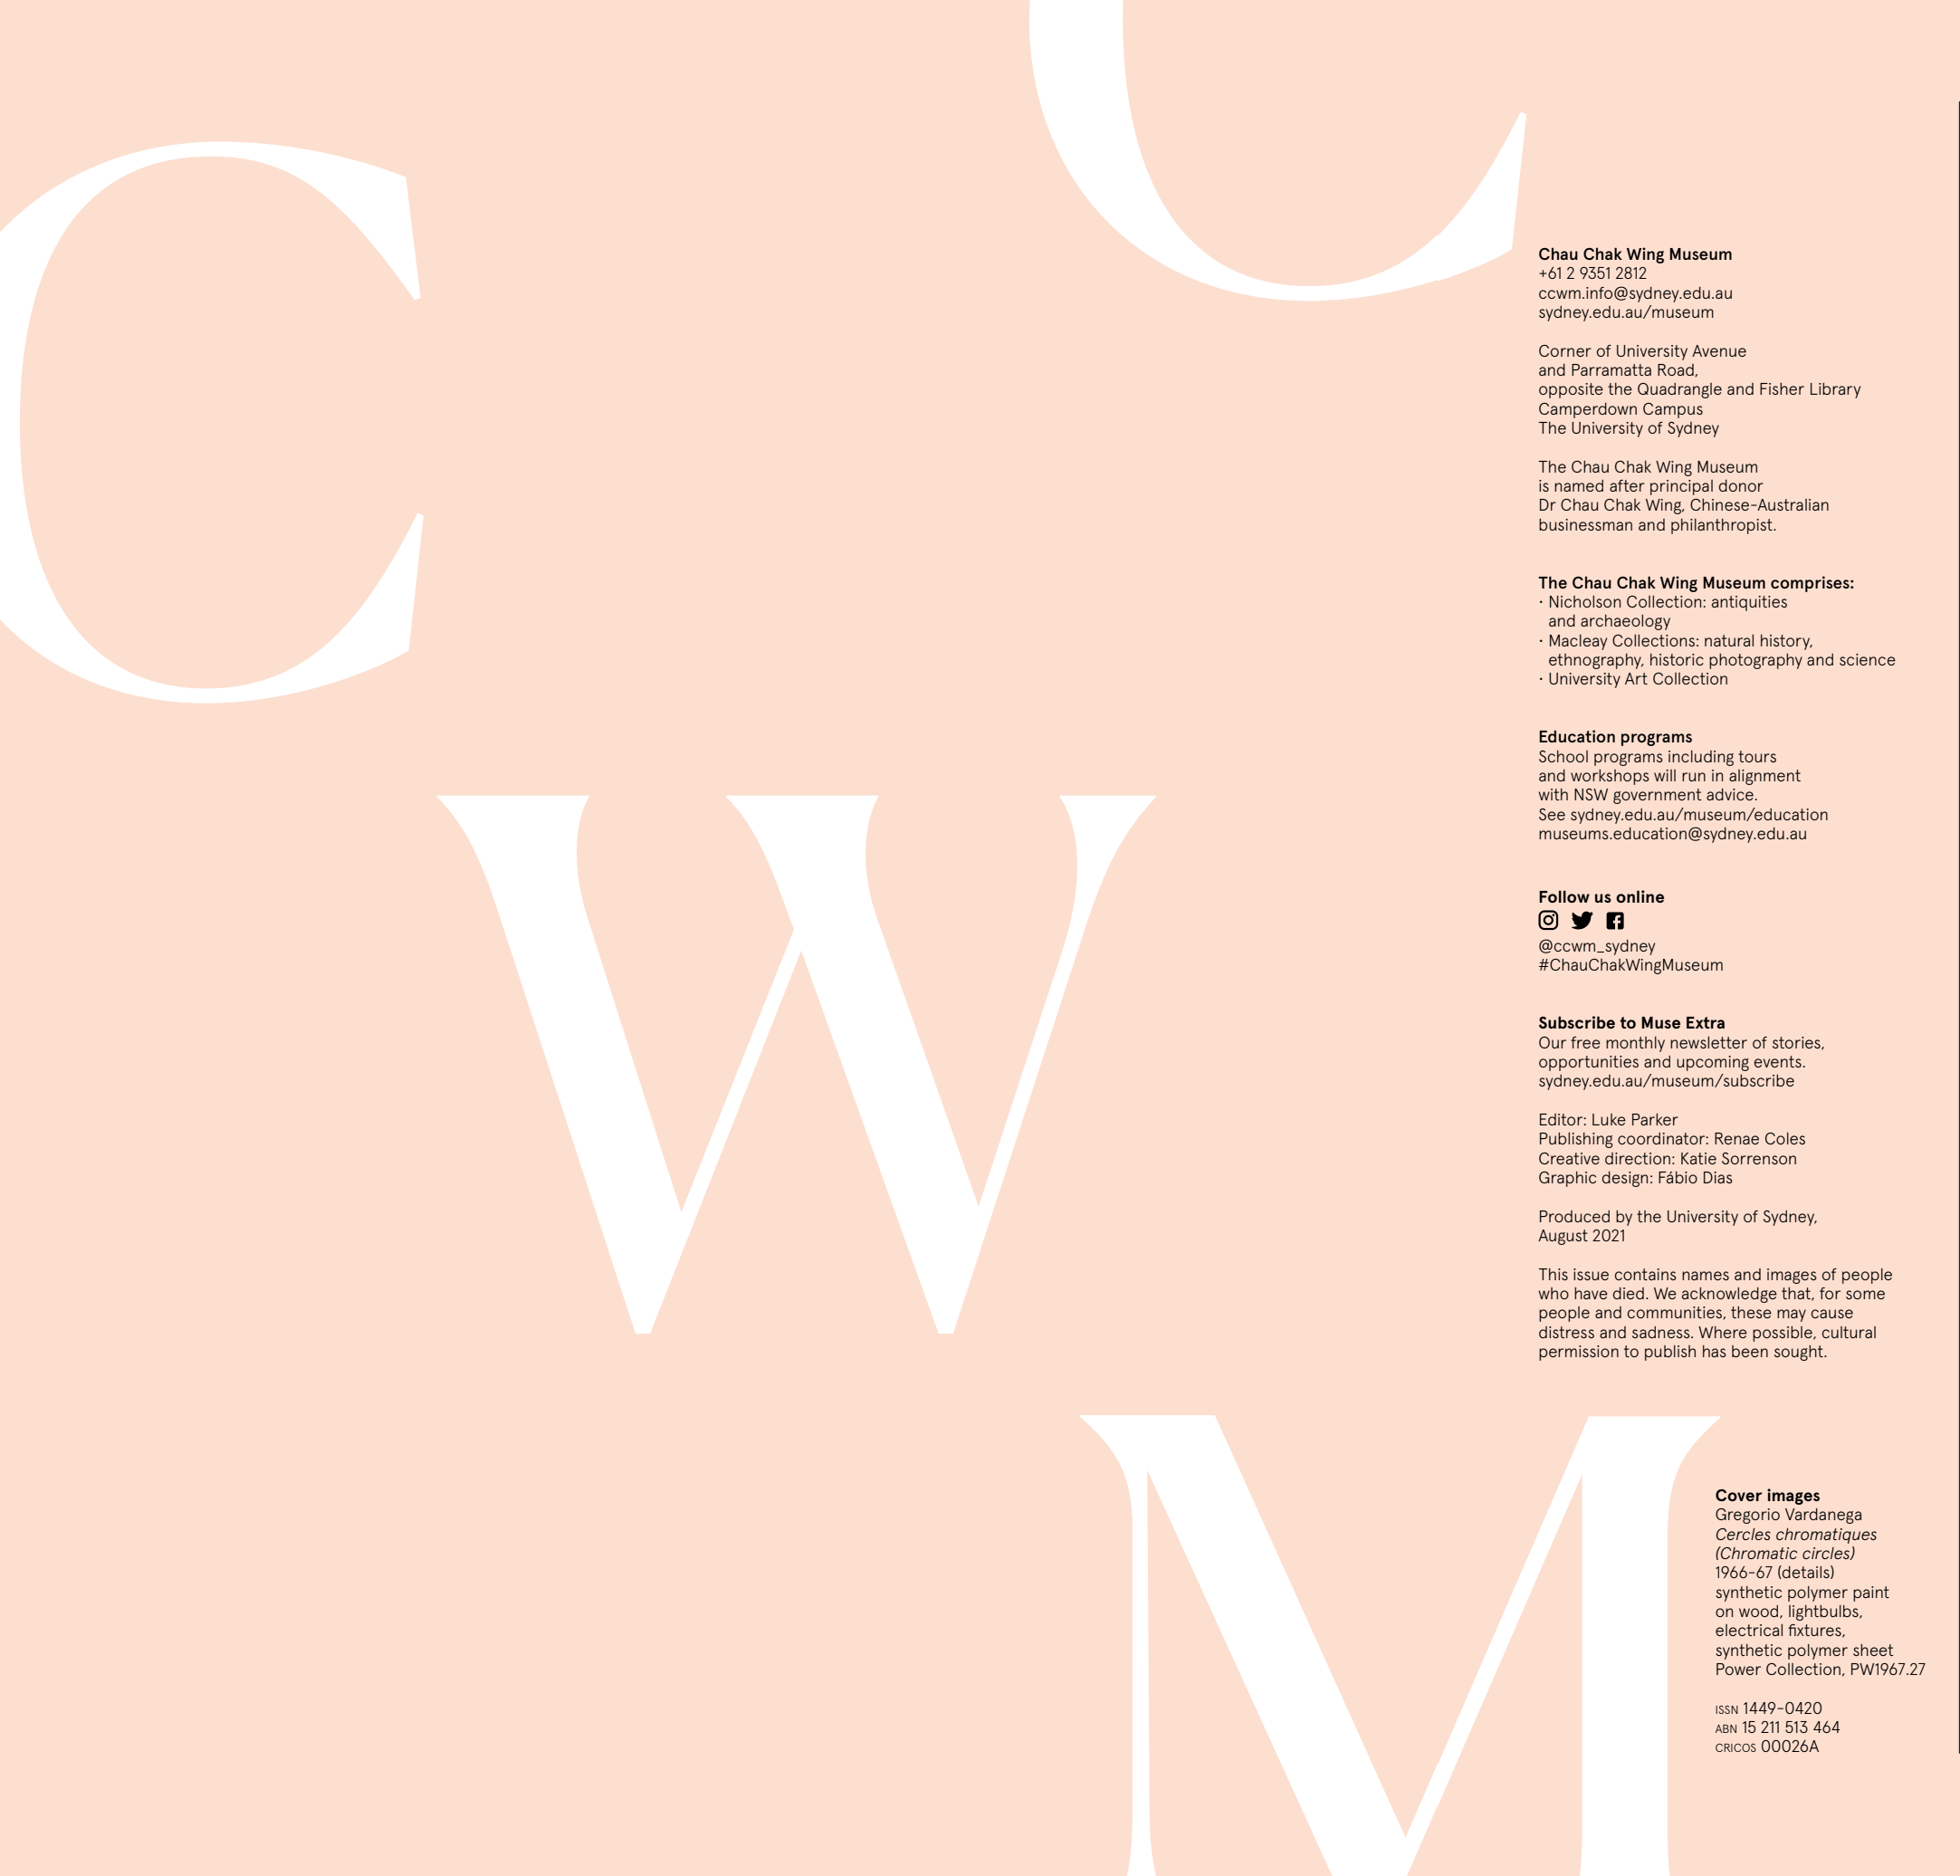 C
C
W
M
Chau Chak Wing Museum
+61 2 9351 2812
ccwm.info@sydney.edu.au
sydney.edu.au/museum
Corner of University Avenue
and Parramatta Road,
opposite the Quadrangle and Fisher Library
Camperdown Campus
The University of Sydney
The Chau Chak Wing Museum
is named after principal donor
Dr Chau Chak Wing, Chinese-Australian
businessman and philanthropist.
The Chau Chak Wing Museum comprises:
· Nicholson Collection: antiquities
and archaeology
· Macleay Collections: natural history,
ethnography, historic photography and science
· University Art Collection
Education programs
School programs including tours
and workshops will run in alignment
with NSW government advice.
See sydney.edu.au/museum/education
museums.education@sydney.edu.au
Follow us online
@ccwm_sydney
#ChauChakWingMuseum
Subscribe to Muse Extra
Our free monthly newsletter of stories,
opportunities and upcoming events.
sydney.edu.au/museum/subscribe
Editor: Luke Parker
Publishing coordinator: Renae Coles
Creative direction: Katie Sorrenson
Graphic design: Fábio Dias
Produced by the University of Sydney,
August 2021
This issue contains names and images of people
who have died. We acknowledge that, for some
people and communities, these may cause
distress and sadness. Where possible, cultural
permission to publish has been sought.
Cover images
Gregorio Vardanega
Cercles chromatiques
(Chromatic circles)
1966-67 (details)
synthetic polymer paint
on wood, lightbulbs,
electrical fixtures,
synthetic polymer sheet
Power Collection, PW1967.27
ISSN 1449-0420
ABN 15 211 513 464
CRICOS 00026A